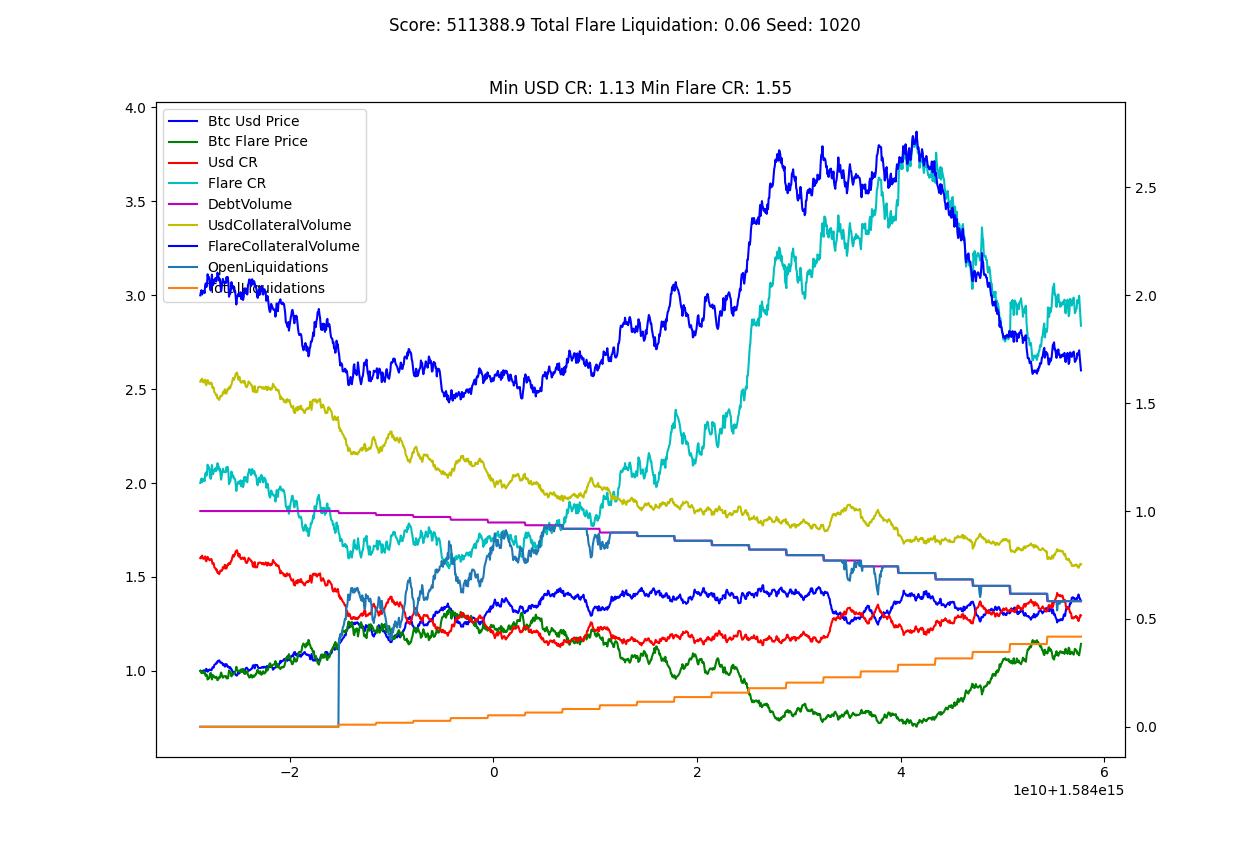 Score: 511388.9 Total Flare Liquidation: 0.06 Seed: 1020
Min USD CR: 1.13 Min Flare CR: 1.55
Btc Usd Price
Btc Flare Price
Usd CR
Flare CR
DebtVolume
UsdCollateralVolume
FlareCollateralVolume
OpenLiquidations
TotalLiquidations
4.0
3.5
3.0
2.5
2.0
1.5
1.0
2.5
2.0
1.5
1.0
0.5
0.0
−2 0 2 4 6
1e10+1.584e15